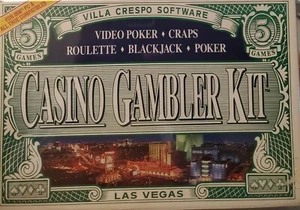 VILLA CRESPO SOFTWARE
5
GAMES
VIDEO POKER ♦ CRAPS
ROULETTE ♦ BLACKJACK ♦ POKER
5
GAMES
CASINO GAMBLER KIT
LAS VEGAS